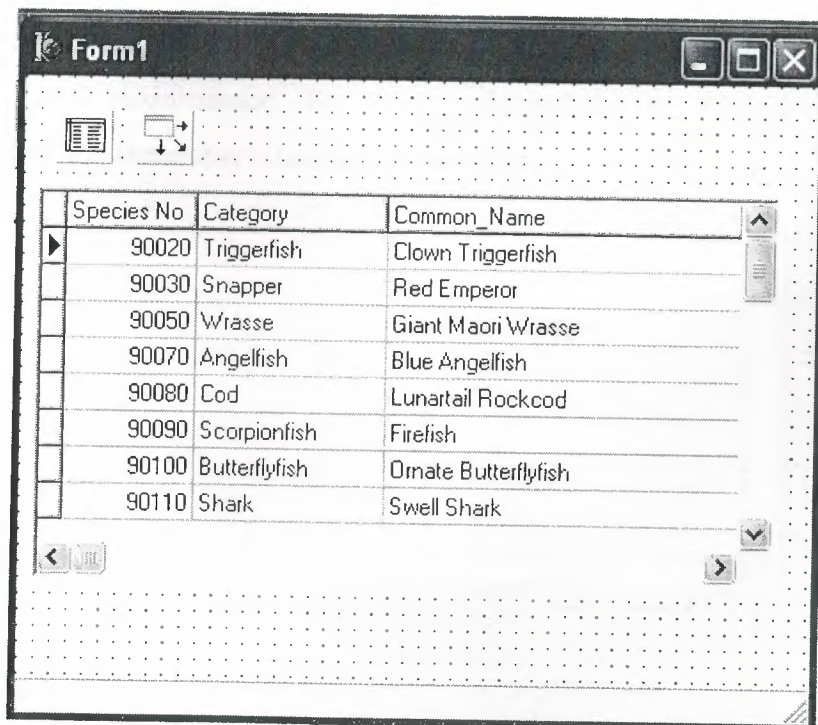 Form1
Species No Category Common_Name
90020 Triggerfish Clown Triggerfish
90030 Snapper Red Emperor
90050 Wrasse Giant Maori Wrasse
90070 Angelfish Blue Angelfish
90080 Cod Lunartail Rockcod
90090 Scorpionfish Firefish
90100 Butterflyfish Ornate Butterflyfish
90110 Shark Swell Shark